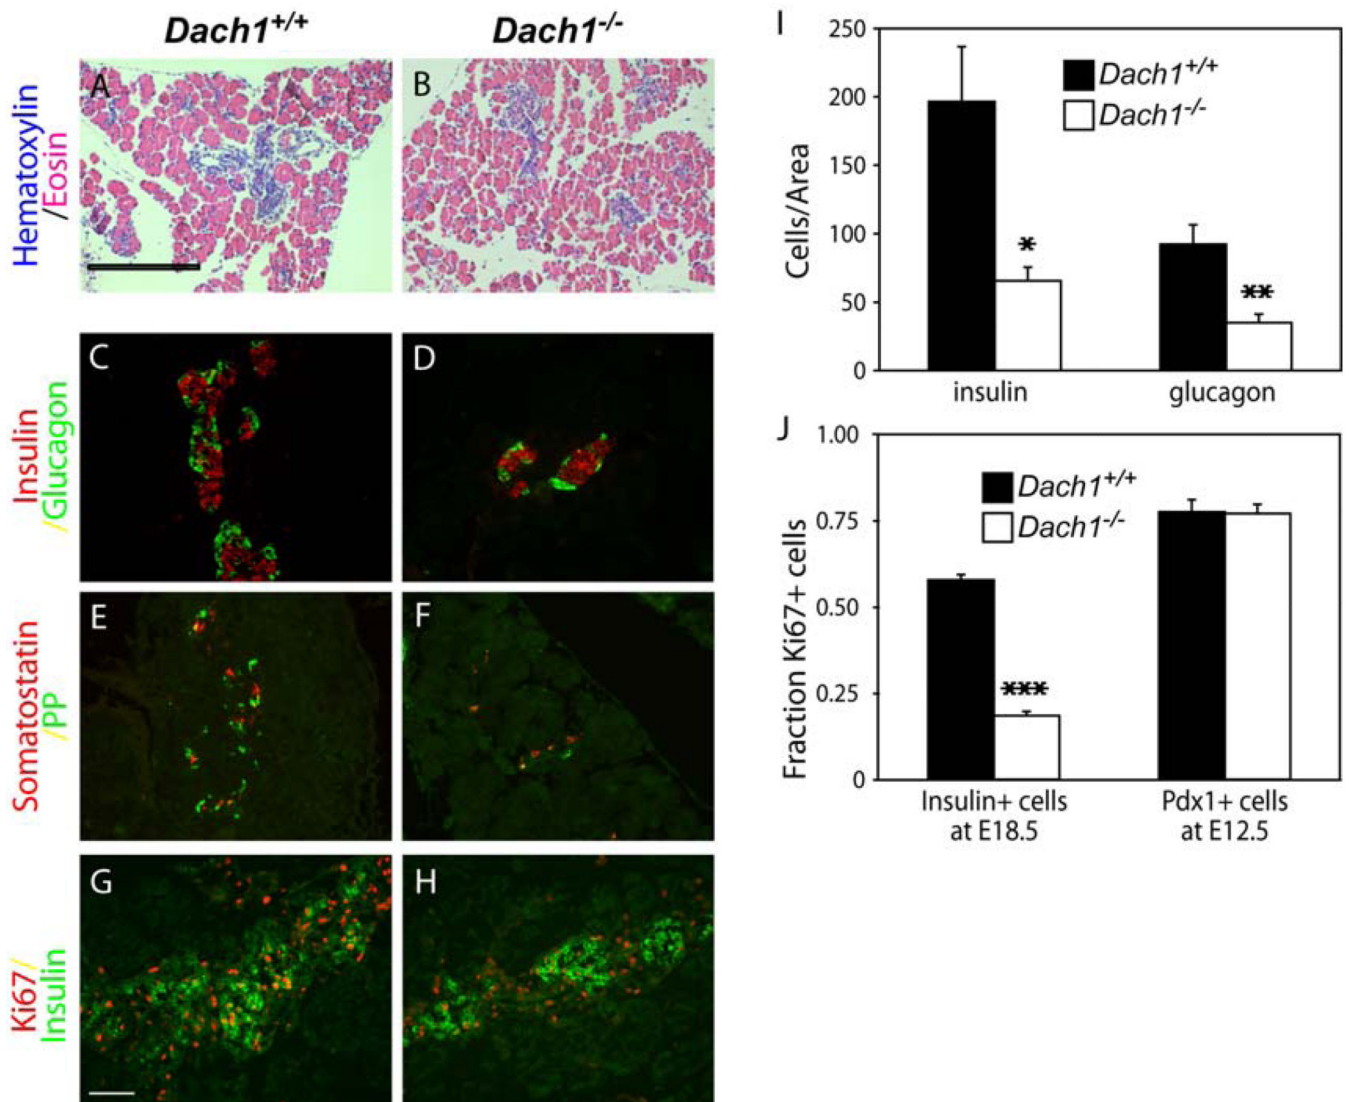 Dach1+/+
Dach1-/-
Hematoxylin
/Eosin
A
B
Insulin
/Glucagon
C
D
Somatostatin
/PP
E
F
Ki67/
Insulin
G
H
I
Cells/Area
250
200
150
100
50
0
Dach1+/+
Dach1-/-
*
**
insulin
glucagon
J
Fraction Ki67+ cells
1.00
0.75
0.50
0.25
0
Dach1+/+
Dach1-/-
***
Insulin+ cells
at E18.5
Pdx1+ cells
at E12.5